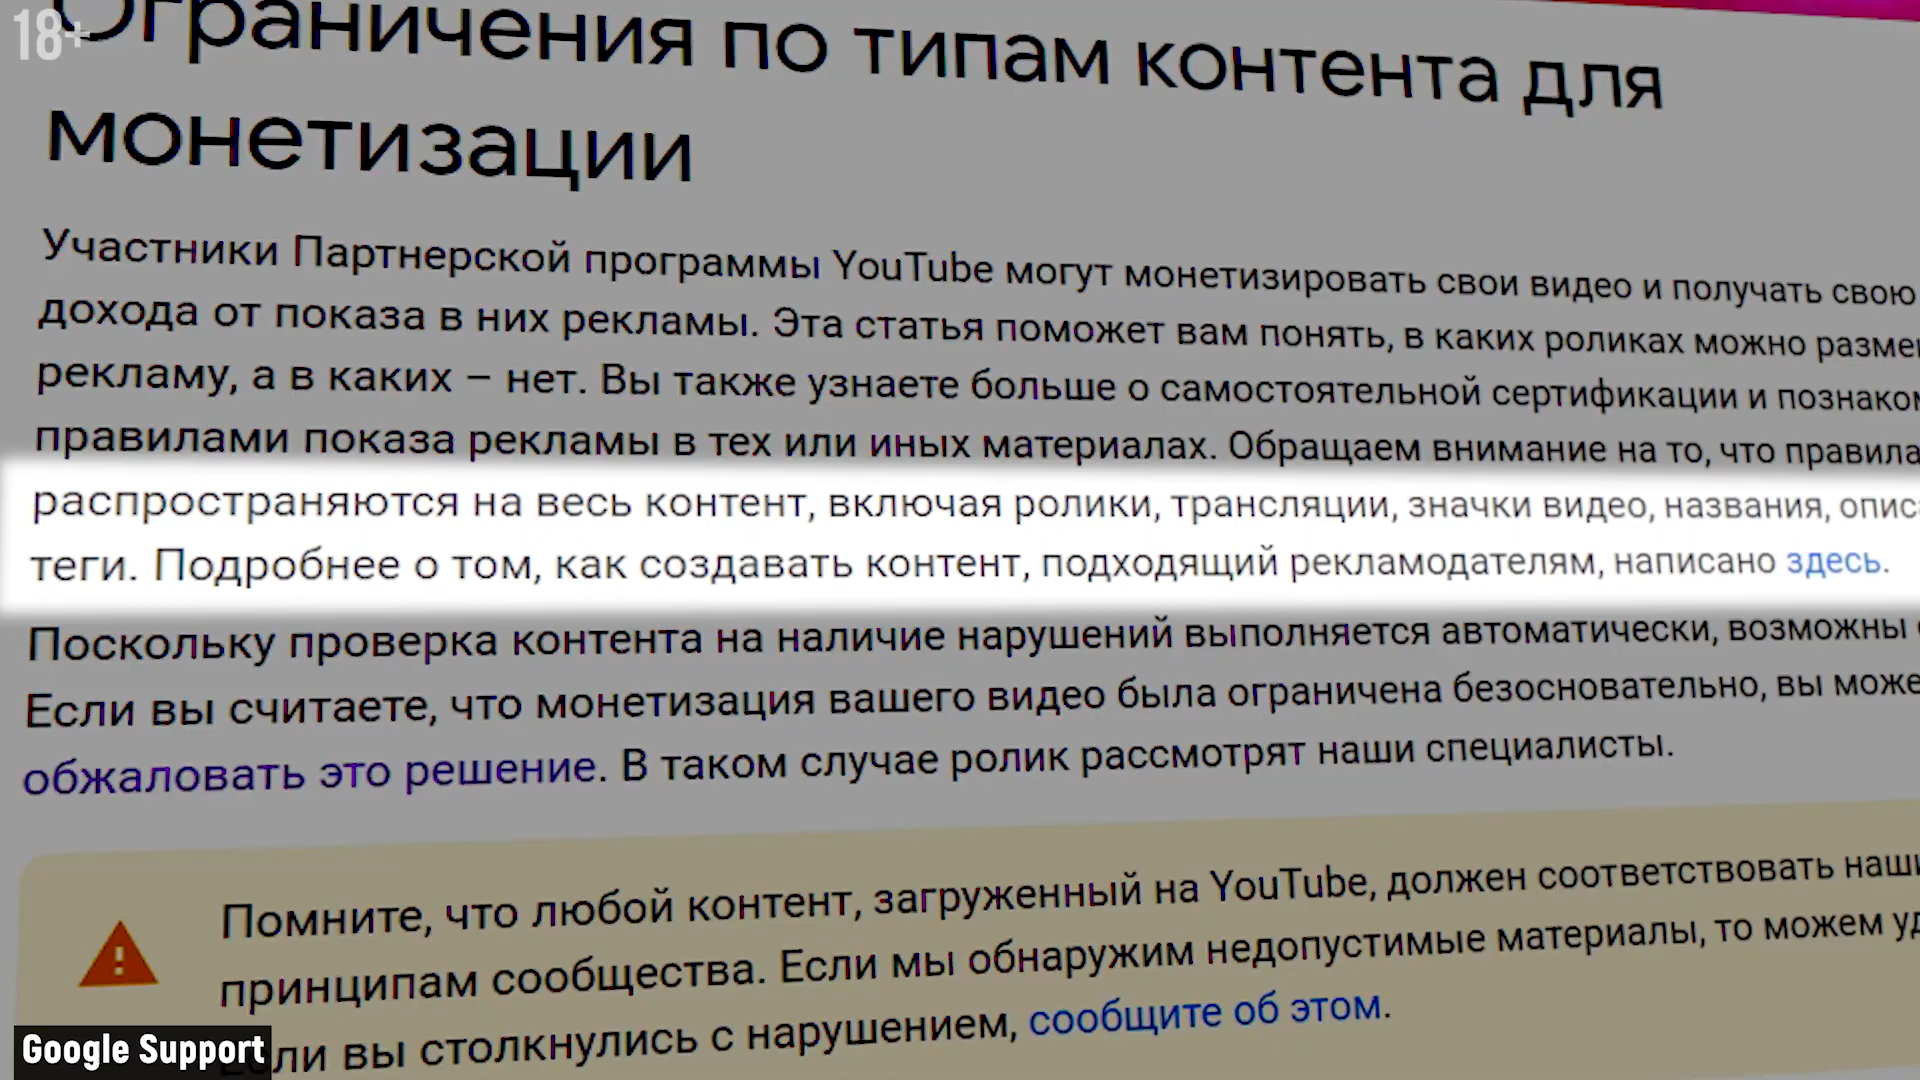 18+
Ограничения по типам контента для
монетизации
Участники Партнерской программы YouTube могут монетизировать свои видео и получать свою
дохода от показа в них рекламы. Эта статья поможет вам понять, в каких роликах можно разме
рекламу, а в каких – нет. Вы также узнаете больше о самостоятельной сертификации и познаком
правилами показа рекламы в тех или иных материалах. Обращаем внимание на то, что правила
распространяются на весь контент, включая ролики, трансляции, значки видео, названия, опис
теги. Подробнее о том, как создавать контент, подходящий рекламодателям, написано здесь.
Поскольку проверка контента на наличие нарушений выполняется автоматически, возможны
Если вы считаете, что монетизация вашего видео была ограничена безосновательно, вы може
обжаловать это решение. В таком случае ролик рассмотрят наши специалисты.
Помните, что любой контент, загруженный на YouTube, должен соответствовать наши
принципам сообщества. Если мы обнаружим недопустимые материалы, то можем уд
Если вы столкнулись с нарушением, сообщите об этом.
Google Support